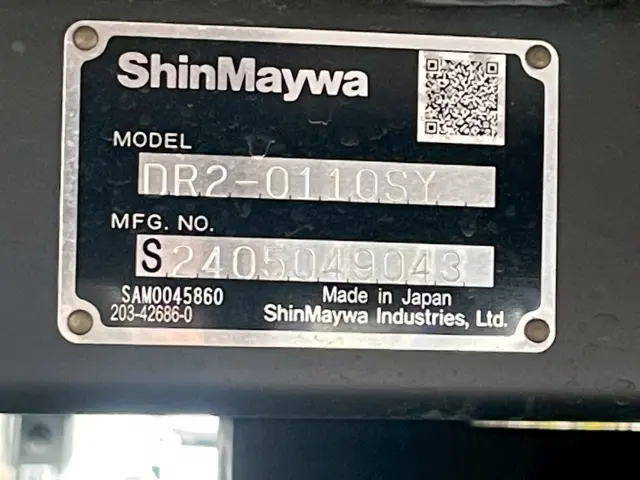 ShinMaywa
MODEL
DR2-0110SY
MFG. NO.
S2405049043
SAM0045860
203-42686-0
Made in Japan
ShinMaywa Industries, Ltd.